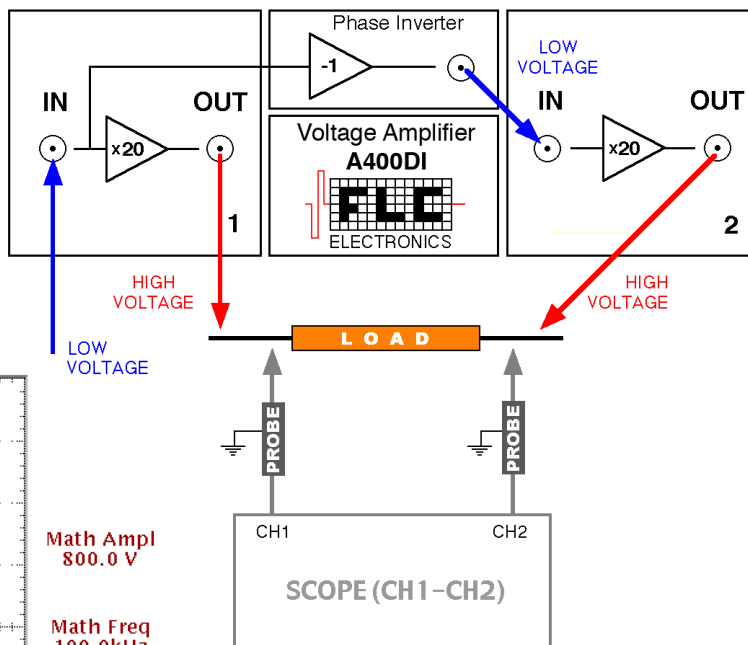 Phase Inverter
-1
LOW
VOLTAGE
IN
OUT
x20
1
Voltage Amplifier
A400DI
FLC
ELECTRONICS
IN
OUT
x20
2
HIGH
VOLTAGE
HIGH
VOLTAGE
LOW
VOLTAGE
LOAD
PROBE
PROBE
CH1
CH2
SCOPE (CH1-CH2)
Math Ampl
800.0 V
Math Freq
100.0kHz